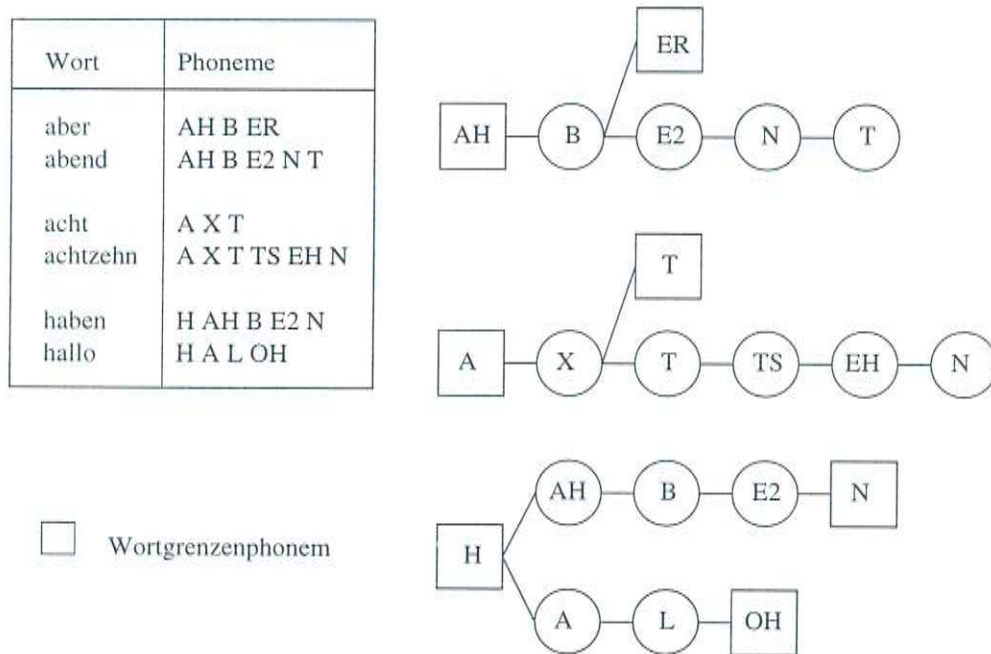 Wort Phoneme
aber AH B ER
abend AH B E2 N T
acht A X T
achtzehn A X T TS EH N
haben H AH B E2 N
hallo H A L OH
Wortgrenzenphonem
ER
AH B E2 N T
T
A X T TS EH N
AH B E2 N
H
A L OH